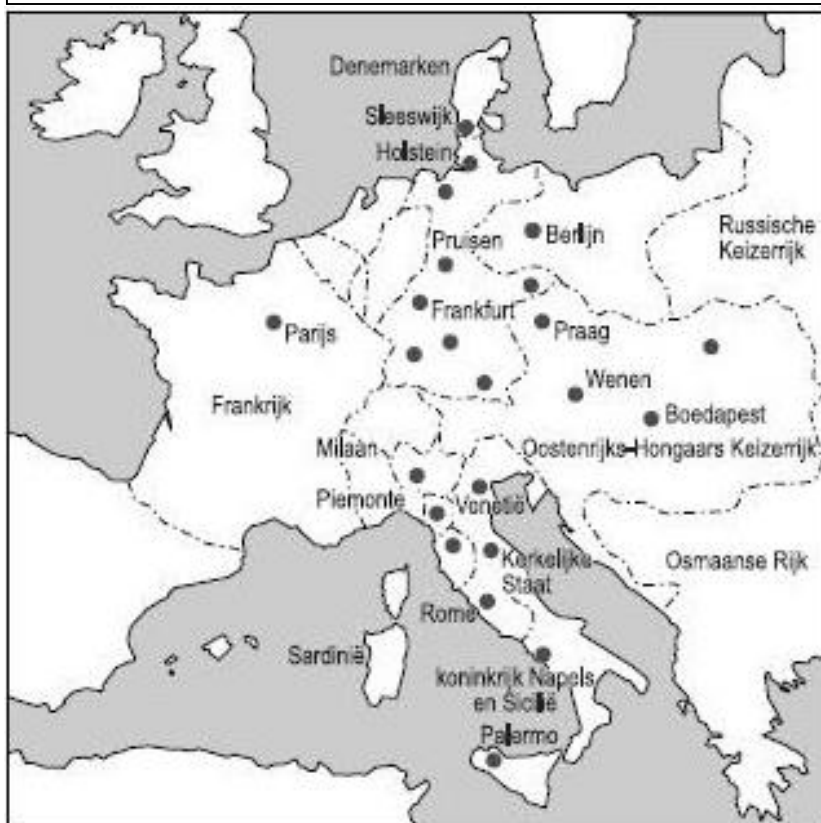 Denemarken
Sleeswijk
Holstein
Pruisen
Berlijn
Russische
Keizerrijk
Frankfurt
Parijs
Praag
Wenen
Frankrijk
Boedapest
Milaan
Oostenrijks-Hongaars Keizerrijk
Piemonte
Venetië
Kerkelijke
Staat
Osmaanse Rijk
Rome
Sardinië
koninkrijk Napels
en Sicilië
Palermo